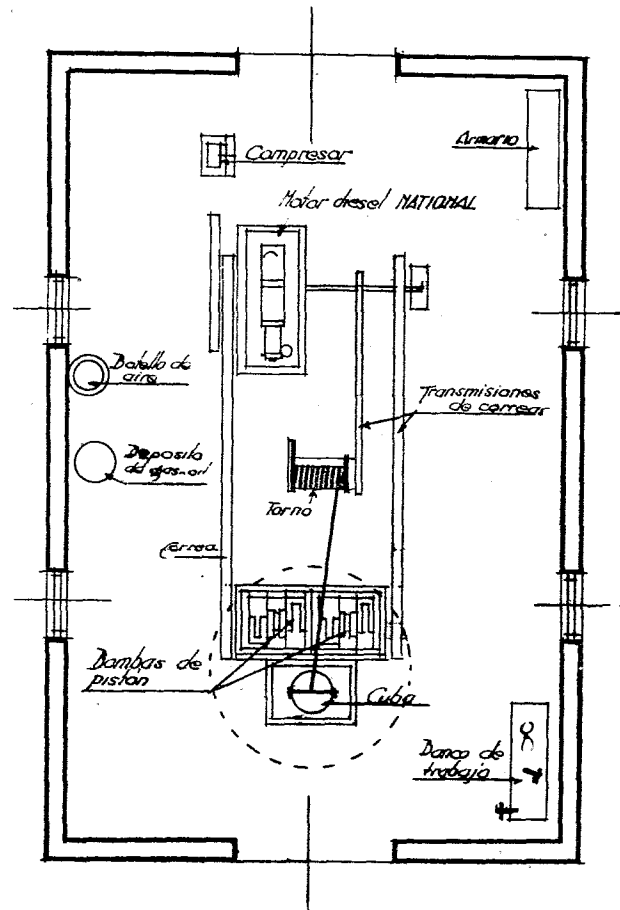 Armario
Compresor
Motor diesel NATIONAL
Botella de
aire
Transmisiones
de correas
Deposito
de gas-oil
Torno
Correa
Bombas de
piston
Cuba
Banco de
trabajo